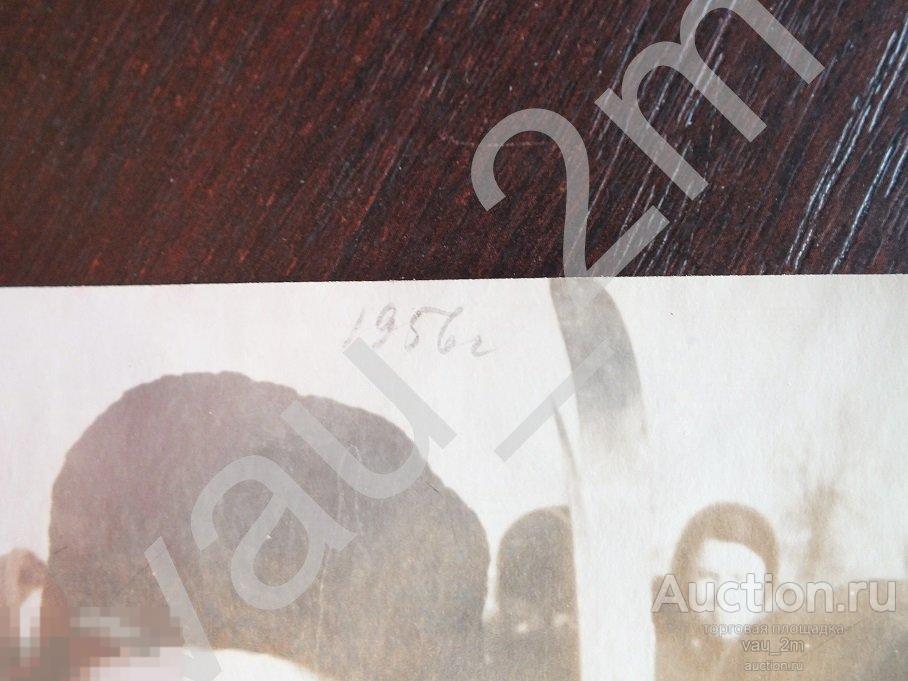 vau_2m
1956г
Auction.ru
торговая площадка
vau_2m
auction.ru